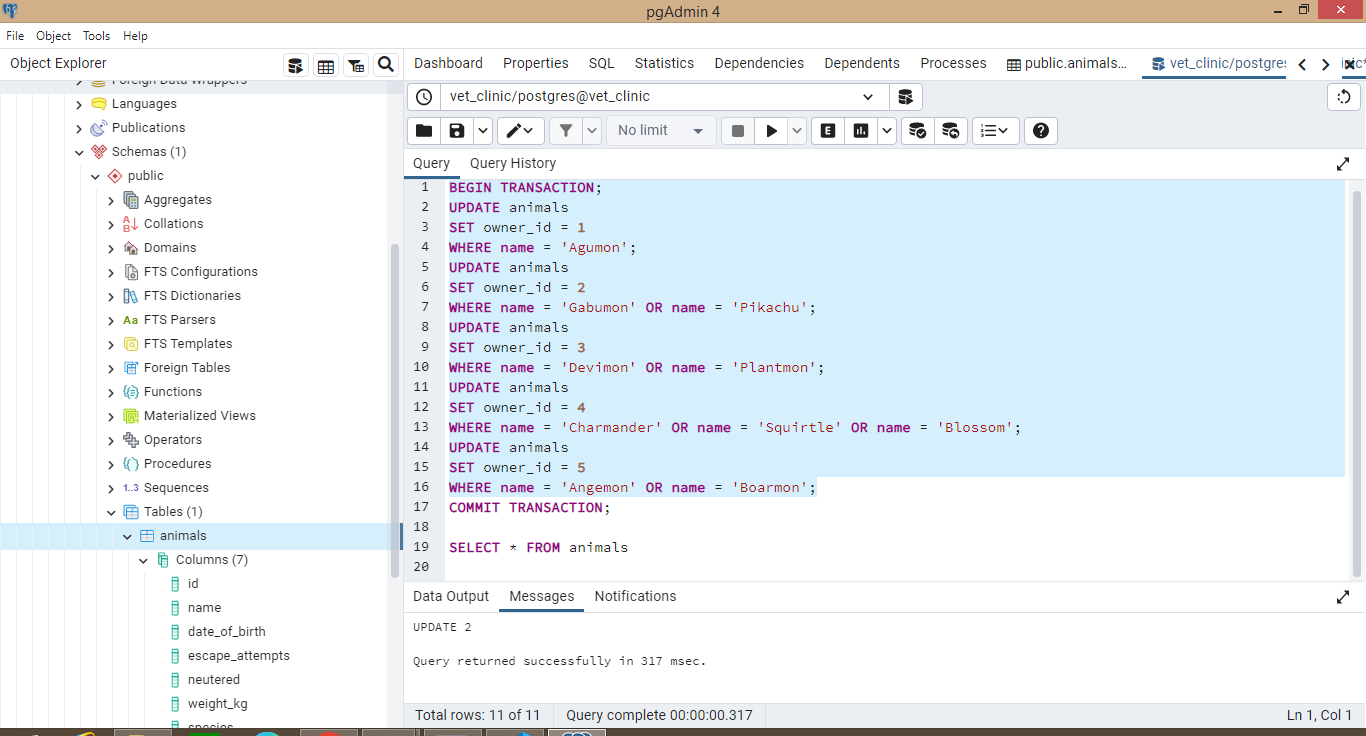 pgAdmin 4
File Object Tools Help
Object Explorer
Dashboard Properties SQL Statistics Dependencies Dependents Processes public.animals... vet_clinic/postgres
Foreign Data Wrappers
Languages
Publications
Schemas (1)
public
Aggregates
Collations
Domains
FTS Configurations
FTS Dictionaries
Aa FTS Parsers
FTS Templates
Foreign Tables
Functions
Materialized Views
Operators
Procedures
1..3 Sequences
Tables (1)
animals
Columns (7)
id
name
date_of_birth
escape_attempts
neutered
weight_kg
species
vet_clinic/postgres@vet_clinic
No limit
E
Query Query History
1 BEGIN TRANSACTION;
2 UPDATE animals
3 SET owner_id = 1
4 WHERE name = 'Agumon';
5 UPDATE animals
6 SET owner_id = 2
7 WHERE name = 'Gabumon' OR name = 'Pikachu';
8 UPDATE animals
9 SET owner_id = 3
10 WHERE name = 'Devimon' OR name = 'Plantmon';
11 UPDATE animals
12 SET owner_id = 4
13 WHERE name = 'Charmander' OR name = 'Squirtle' OR name = 'Blossom';
14 UPDATE animals
15 SET owner_id = 5
16 WHERE name = 'Angemon' OR name = 'Boarmon';
17 COMMIT TRANSACTION;
18
19 SELECT * FROM animals
20
Data Output Messages Notifications
UPDATE 2
Query returned successfully in 317 msec.
Total rows: 11 of 11 Query complete 00:00:00.317 Ln 1, Col 1